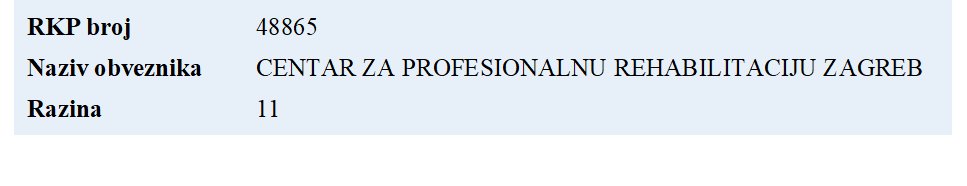 RKP broj 48865
Naziv obveznika CENTAR ZA PROFESIONALNU REHABILITACIJU ZAGREB
Razina 11